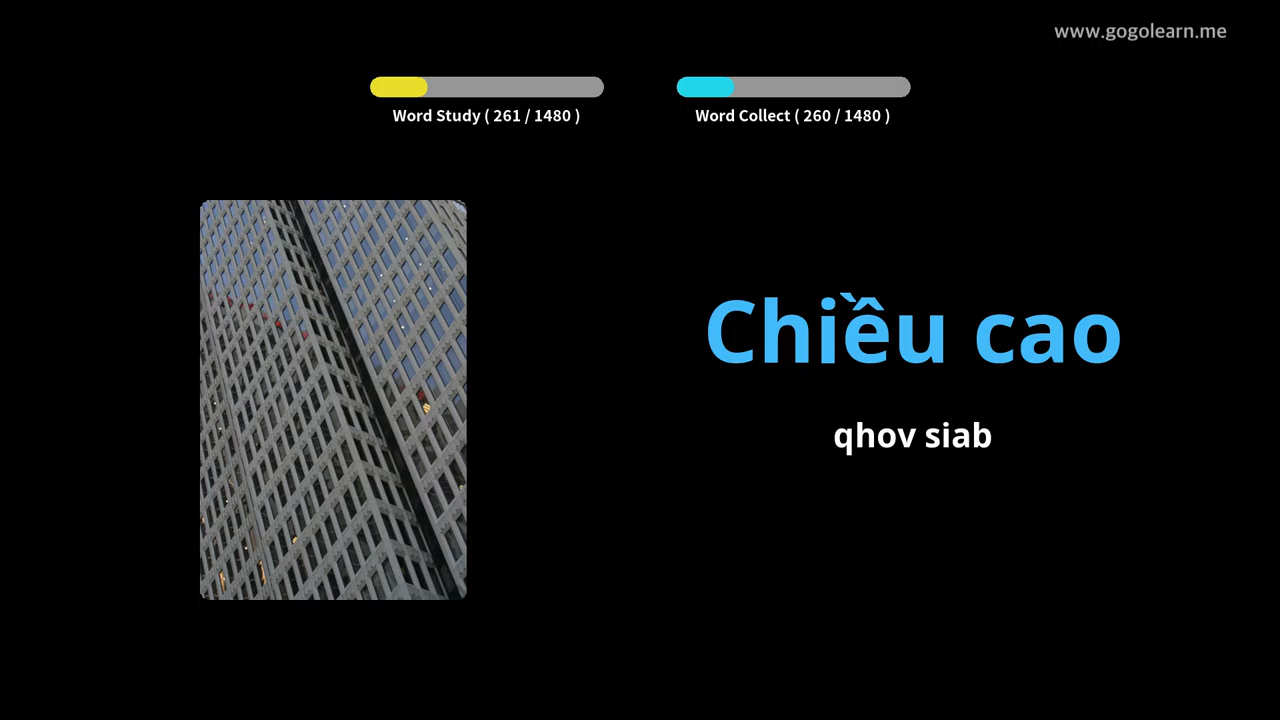 www.gogolearn.me
Word Study ( 261 / 1480 )
Word Collect ( 260 / 1480 )
Chiều cao
qhov siab